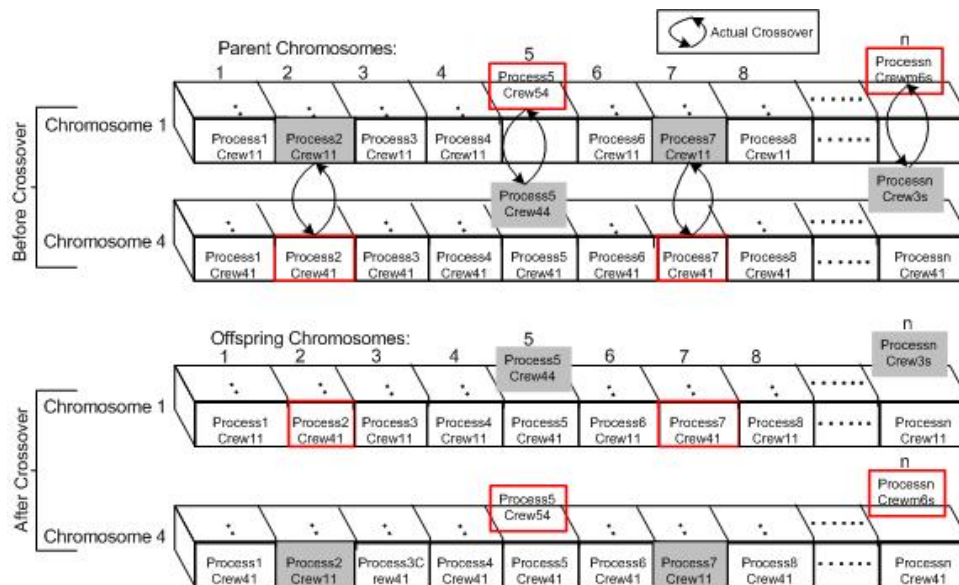 Actual Crossover
Parent Chromosomes:
1 2 3 4 5 6 7 8 n
Process5
Crew54
Processn
Crewm6s
Before Crossover
Chromosome 1
Process1 Process2 Process3 Process4 Process6 Process7 Process8 ......
Crew11 Crew11 Crew11 Crew11 Crew11 Crew11 Crew11
Process5
Crew44
Processn
Crew3s
Chromosome 4
Process1 Process2 Process3 Process4 Process5 Process6 Process7 Process8 ...... Processn
Crew41 Crew41 Crew41 Crew41 Crew41 Crew41 Crew41 Crew41 Crew41
Offspring Chromosomes:
1 2 3 4 5 6 7 8 n
Process5
Crew44
Processn
Crew3s
After Crossover
Chromosome 1
Process1 Process2 Process3 Process4 Process5 Process6 Process7 Process8 ...... Processn
Crew11 Crew41 Crew11 Crew11 Crew41 Crew11 Crew41 Crew11 Crew11
n
Process5
Crew54
Processn
Crewm6s
Chromosome 4
Process1 Process2 Process3C Process4 Process5 Process6 Process7 Process8 ...... Processn
Crew41 Crew11 rew41 Crew41 Crew41 Crew41 Crew11 Crew41 Crew41